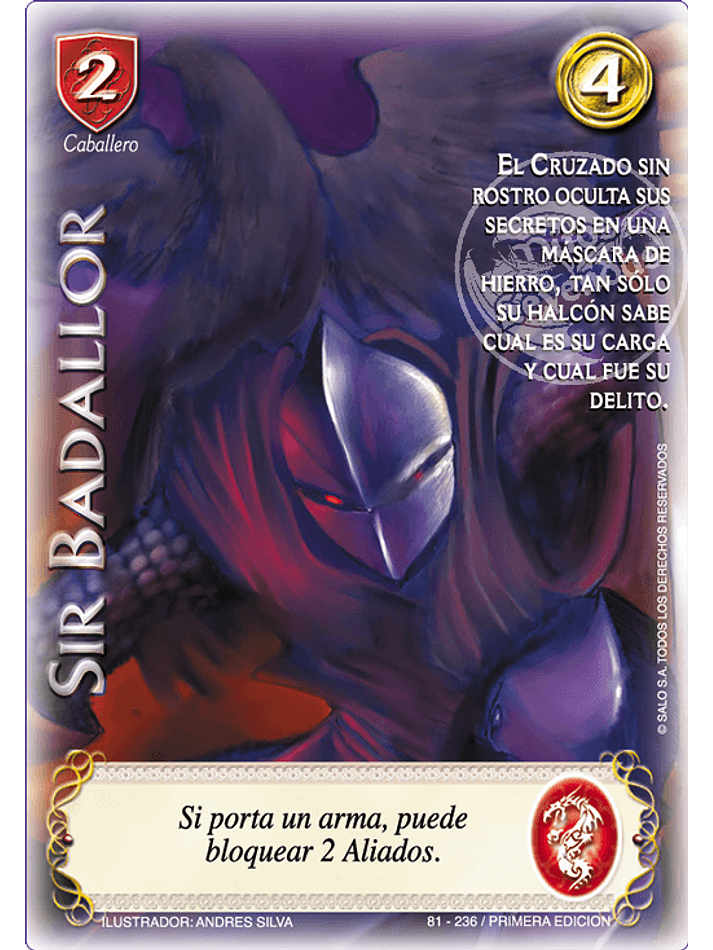 2
Caballero
4
EL CRUZADO SIN
ROSTRO OCULTA SUS
SECRETOS EN UNA
MÁSCARA DE
HIERRO, TAN SÓLO
SU HALCÓN SABE
CUAL ES SU CARGA
Y CUAL FUE SU
DELITO.
SIR BADALLOR
© SALO S.A. TODOS LOS DERECHOS RESERVADOS
Si porta un arma, puede
bloquear 2 Aliados.
ILUSTRADOR: ANDRES SILVA
81 - 236 / PRIMERA EDICION